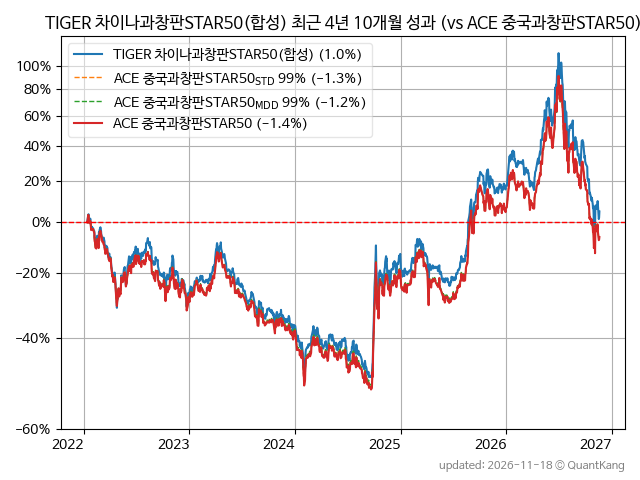 TIGER 차이나과창판STAR50(합성) 최근 4년 10개월 성과 (vs ACE 중국과창판STAR50)
TIGER 차이나과창판STAR50(합성) (1.0%)
ACE 중국과창판STAR50STD 99% (−1.3%)
ACE 중국과창판STAR50MDD 99% (−1.2%)
ACE 중국과창판STAR50 (−1.4%)
100%
80%
60%
40%
20%
0%
−20%
−40%
−60%
2022 2023 2024 2025 2026 2027
updated: 2026-11-18 © QuantKang